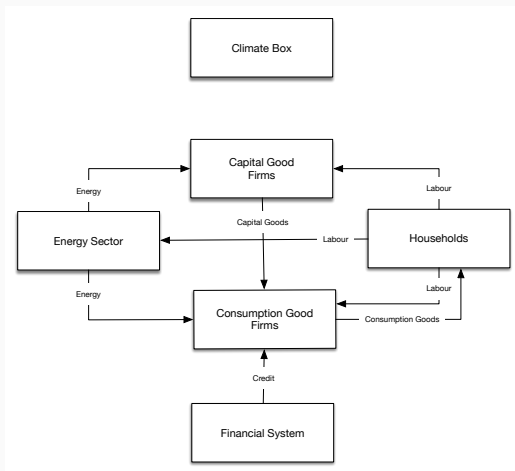 Climate Box
Capital Good
Firms
Energy
Labour
Capital Goods
Energy Sector
Labour
Households
Energy
Labour
Consumption Good
Firms
Consumption Goods
Credit
Financial System